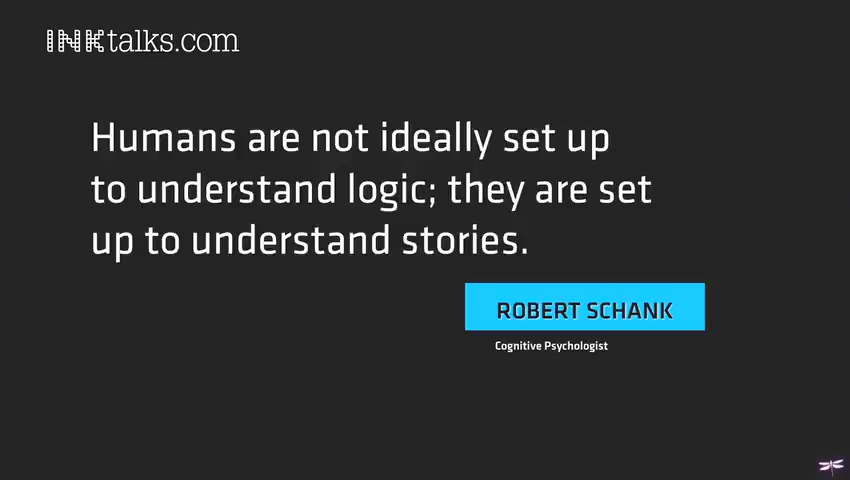 INKtalks.com
Humans are not ideally set up
to understand logic; they are set
up to understand stories.
ROBERT SCHANK
Cognitive Psychologist